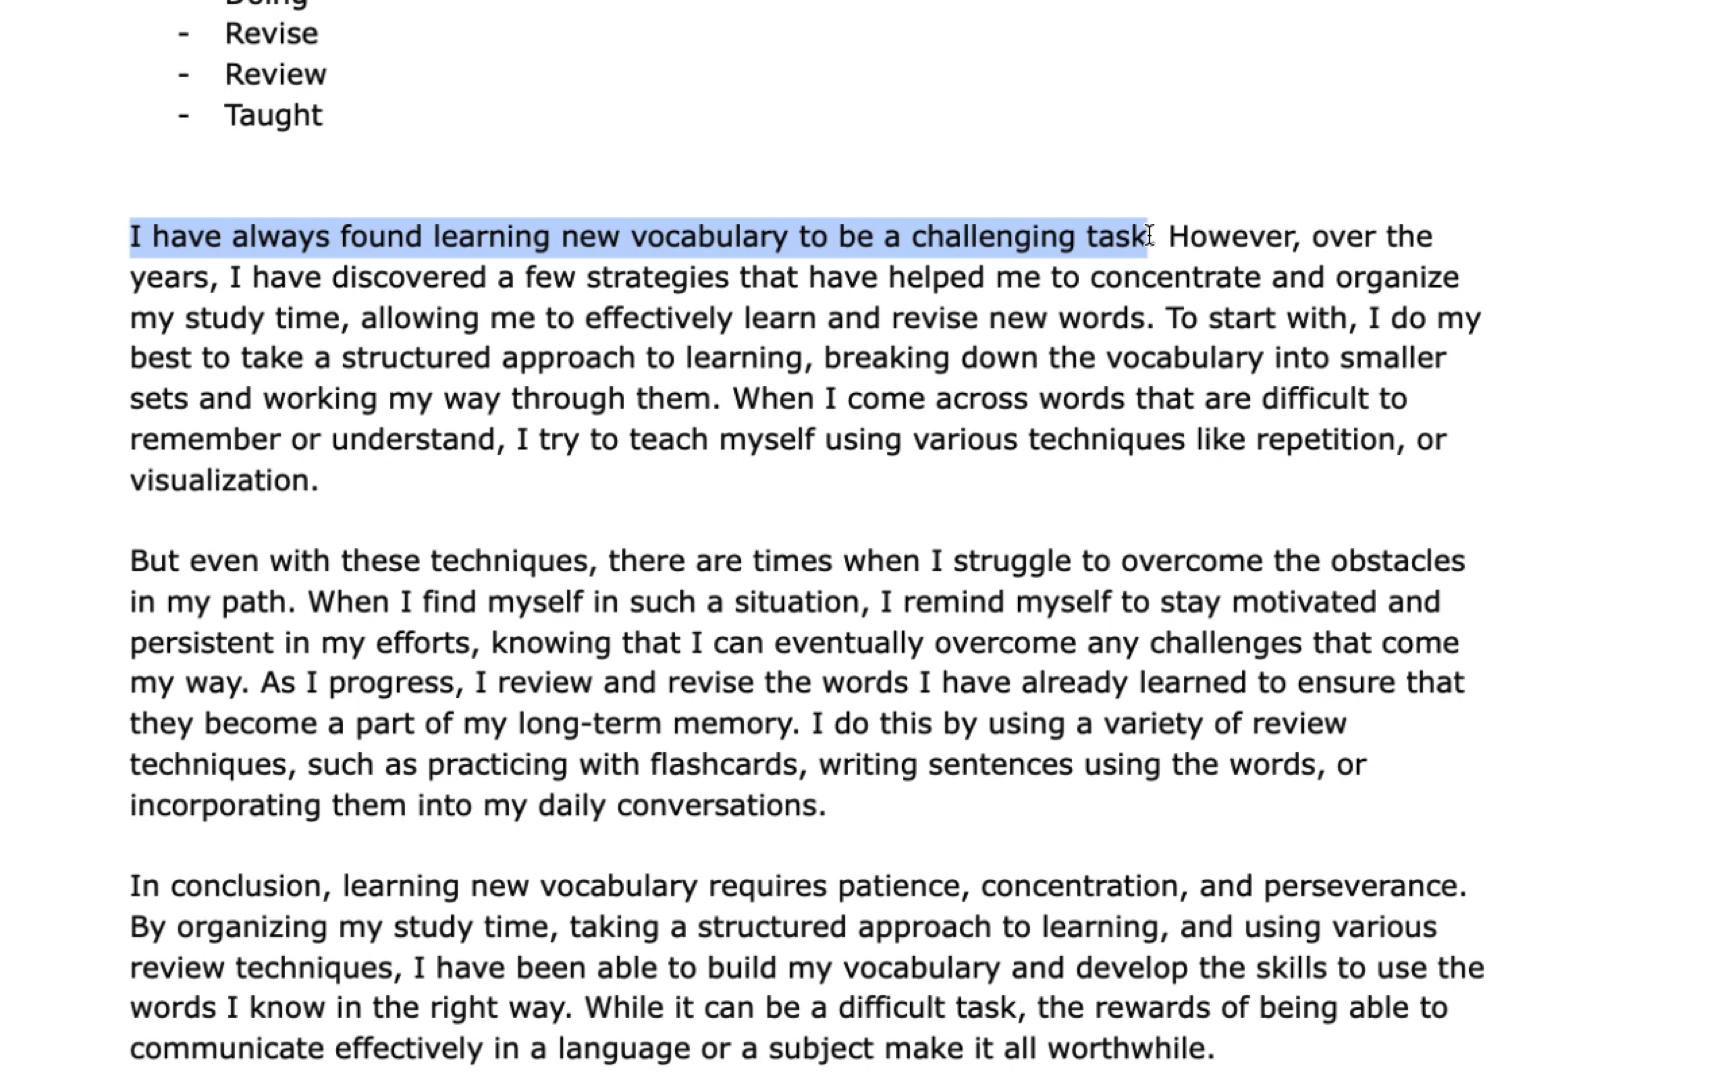 Doing
- Revise
- Review
- Taught
I have always found learning new vocabulary to be a challenging task. However, over the
years, I have discovered a few strategies that have helped me to concentrate and organize
my study time, allowing me to effectively learn and revise new words. To start with, I do my
best to take a structured approach to learning, breaking down the vocabulary into smaller
sets and working my way through them. When I come across words that are difficult to
remember or understand, I try to teach myself using various techniques like repetition, or
visualization.
But even with these techniques, there are times when I struggle to overcome the obstacles
in my path. When I find myself in such a situation, I remind myself to stay motivated and
persistent in my efforts, knowing that I can eventually overcome any challenges that come
my way. As I progress, I review and revise the words I have already learned to ensure that
they become a part of my long-term memory. I do this by using a variety of review
techniques, such as practicing with flashcards, writing sentences using the words, or
incorporating them into my daily conversations.
In conclusion, learning new vocabulary requires patience, concentration, and perseverance.
By organizing my study time, taking a structured approach to learning, and using various
review techniques, I have been able to build my vocabulary and develop the skills to use the
words I know in the right way. While it can be a difficult task, the rewards of being able to
communicate effectively in a language or a subject make it all worthwhile.